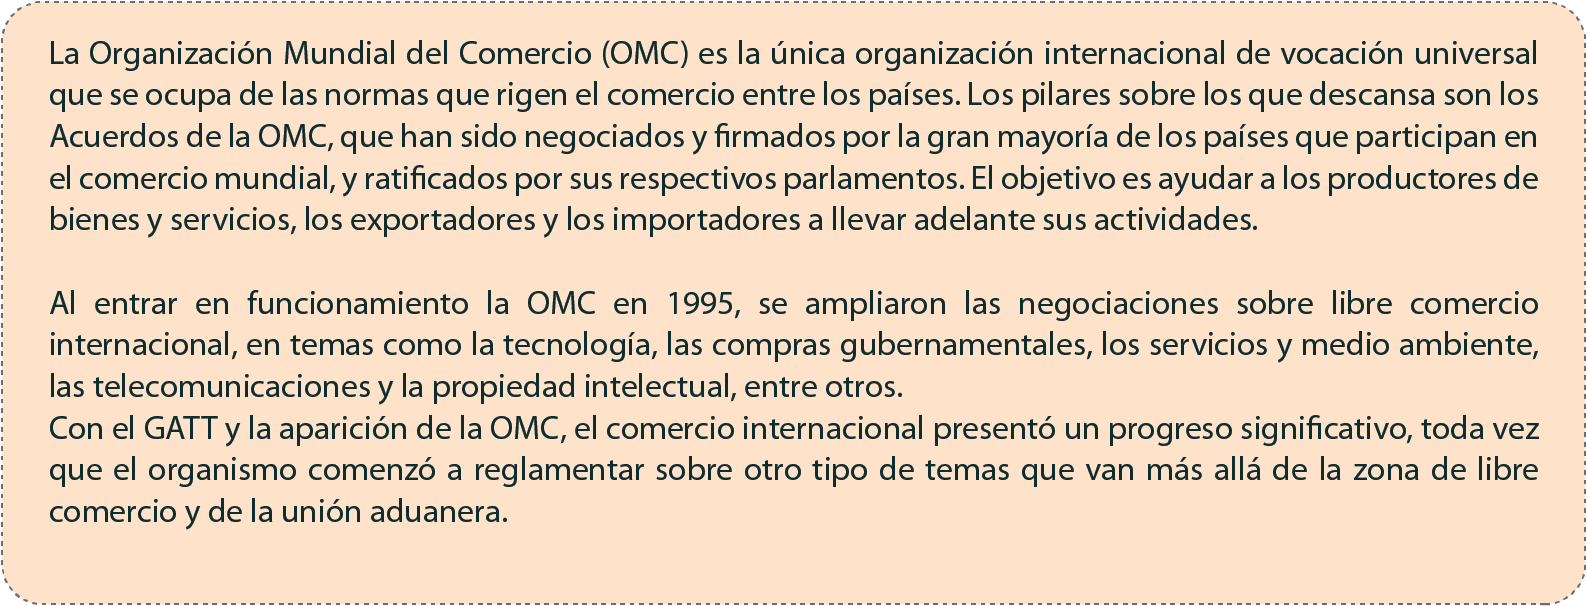 La Organización Mundial del Comercio (OMC) es la única organización internacional de vocación universal
que se ocupa de las normas que rigen el comercio entre los países. Los pilares sobre los que descansa son los
Acuerdos de la OMC, que han sido negociados y firmados por la gran mayoría de los países que participan en
el comercio mundial, y ratificados por sus respectivos parlamentos. El objetivo es ayudar a los productores de
bienes y servicios, los exportadores y los importadores a llevar adelante sus actividades.
Al entrar en funcionamiento la OMC en 1995, se ampliaron las negociaciones sobre libre comercio
internacional, en temas como la tecnología, las compras gubernamentales, los servicios y medio ambiente,
las telecomunicaciones y la propiedad intelectual, entre otros.
Con el GATT y la aparición de la OMC, el comercio internacional presentó un progreso significativo, toda vez
que el organismo comenzó a reglamentar sobre otro tipo de temas que van más allá de la zona de libre
comercio y de la unión aduanera.